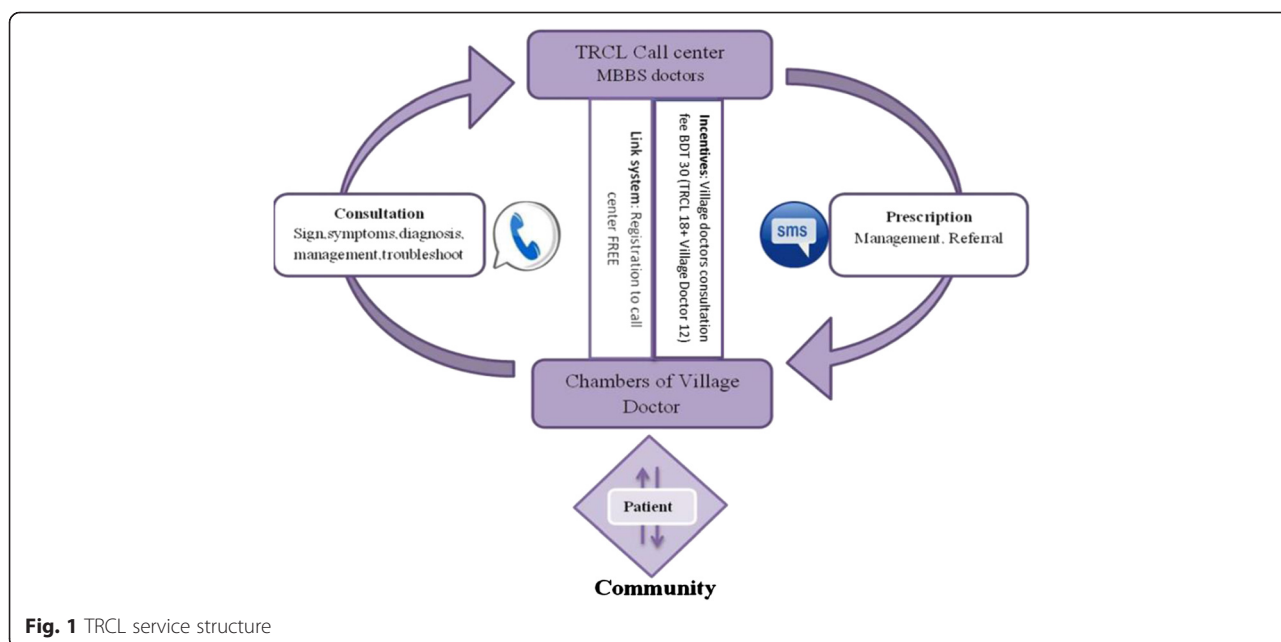 TRCL Call center
MBBS doctors
Consultation
Sign,symptoms,diagnosis,
management,troubleshoot
Link system: Registration to call
center FREE
Incentives: Village doctors consultation
fee BDT 30 (TRCL 18+ Village Doctor 12)
sms
Prescription
Management, Referral
Chambers of Village
Doctor
Patient
Community
Fig. 1 TRCL service structure